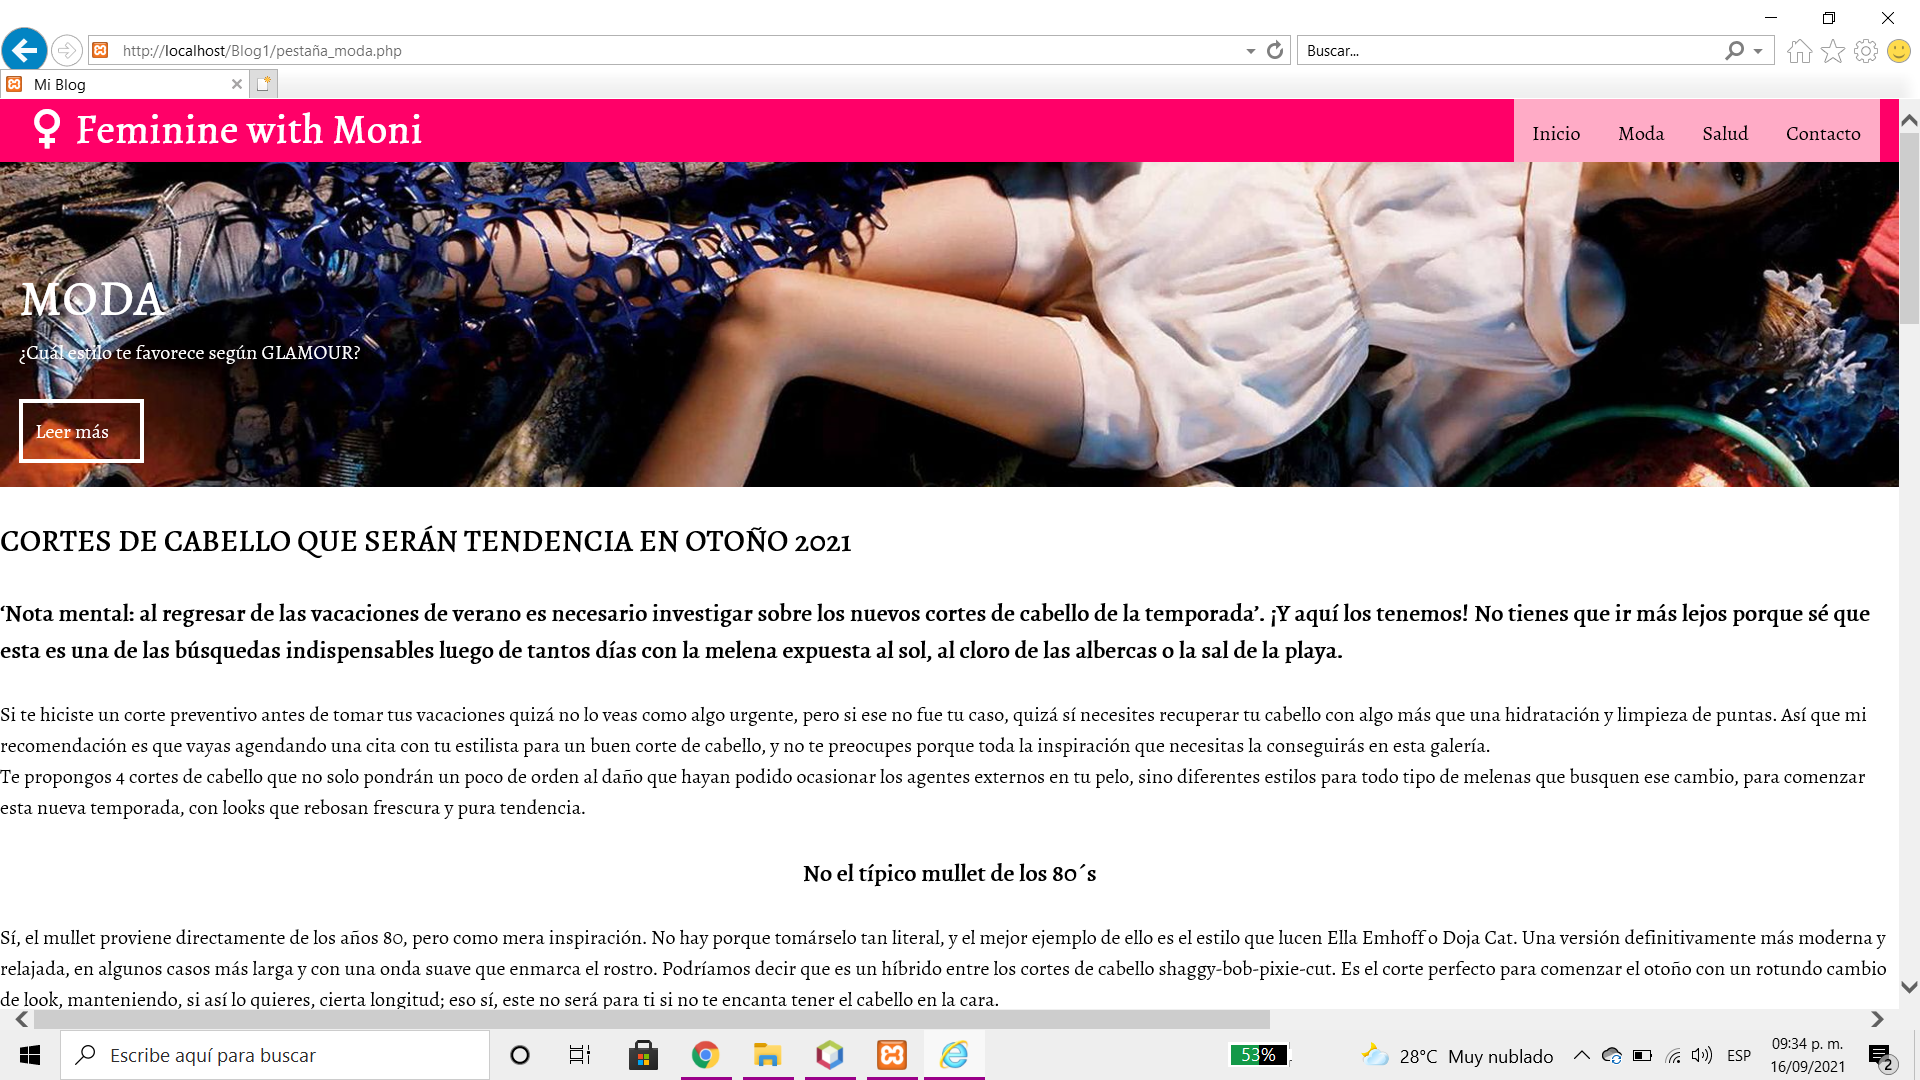 http://localhost/Blog1/pestaña_moda.php
Buscar...
Mi Blog
Feminine with Moni
Inicio Moda Salud Contacto
MODA
¿Cuál estilo te favorece según GLAMOUR?
Leer más
CORTES DE CABELLO QUE SERÁN TENDENCIA EN OTOÑO 2021
‘Nota mental: al regresar de las vacaciones de verano es necesario investigar sobre los nuevos cortes de cabello de la temporada’. ¡Y aquí los tenemos! No tienes que ir más lejos porque sé que
esta es una de las búsquedas indispensables luego de tantos días con la melena expuesta al sol, al cloro de las albercas o la sal de la playa.
Si te hiciste un corte preventivo antes de tomar tus vacaciones quizá no lo veas como algo urgente, pero si ese no fue tu caso, quizá sí necesites recuperar tu cabello con algo más que una hidratación y limpieza de puntas. Así que mi
recomendación es que vayas agendando una cita con tu estilista para un buen corte de cabello, y no te preocupes porque toda la inspiración que necesitas la conseguirás en esta galería.
Te propongos 4 cortes de cabello que no solo pondrán un poco de orden al daño que hayan podido ocasionar los agentes externos en tu pelo, sino diferentes estilos para todo tipo de melenas que busquen ese cambio, para comenzar
esta nueva temporada, con looks que rebosan frescura y pura tendencia.
No el típico mullet de los 80´s
Sí, el mullet proviene directamente de los años 80, pero como mera inspiración. No hay porque tomárselo tan literal, y el mejor ejemplo de ello es el estilo que lucen Ella Emhoff o Doja Cat. Una versión definitivamente más moderna y
relajada, en algunos casos más larga y con una onda suave que enmarca el rostro. Podríamos decir que es un híbrido entre los cortes de cabello shaggy-bob-pixie-cut. Es el corte perfecto para comenzar el otoño con un rotundo cambio
de look, manteniendo, si así lo quieres, cierta longitud; eso sí, este no será para ti si no te encanta tener el cabello en la cara.
Escribe aquí para buscar
53%
28°C Muy nublado
ESP
09:34 p. m.
16/09/2021
2